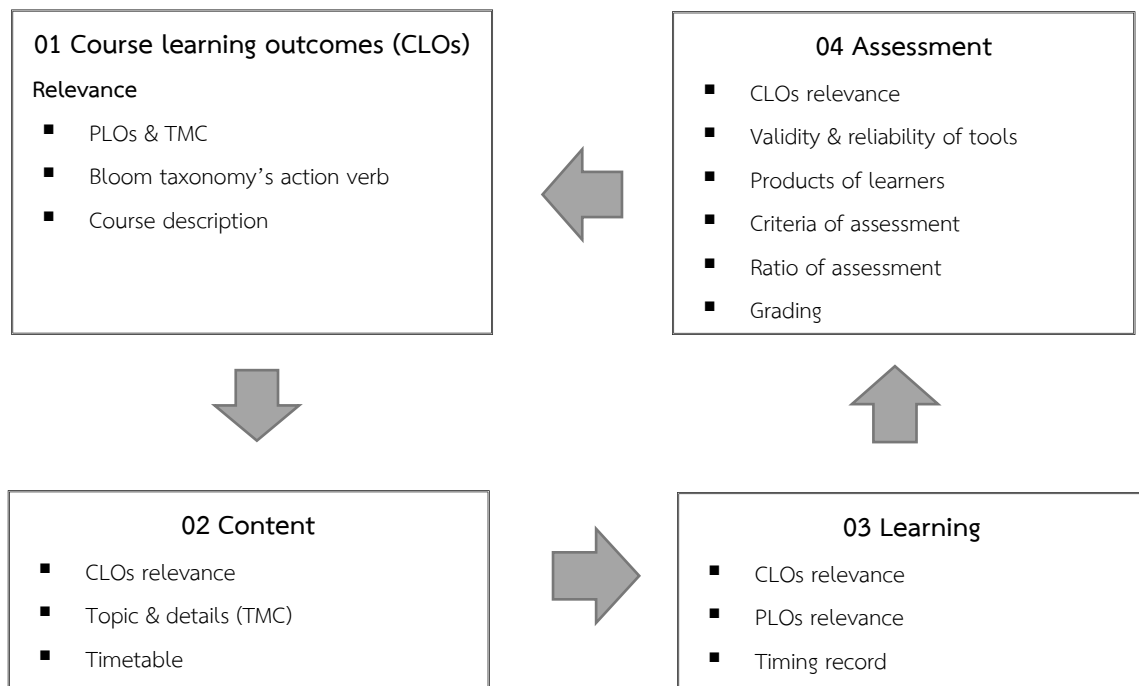 01 Course learning outcomes (CLOs)
Relevance
▪ PLOs & TMC
▪ Bloom taxonomy's action verb
▪ Course description
04 Assessment
▪ CLOs relevance
▪ Validity & reliability of tools
▪ Products of learners
▪ Criteria of assessment
▪ Ratio of assessment
▪ Grading
02 Content
▪ CLOs relevance
▪ Topic & details (TMC)
▪ Timetable
03 Learning
▪ CLOs relevance
▪ PLOs relevance
▪ Timing record